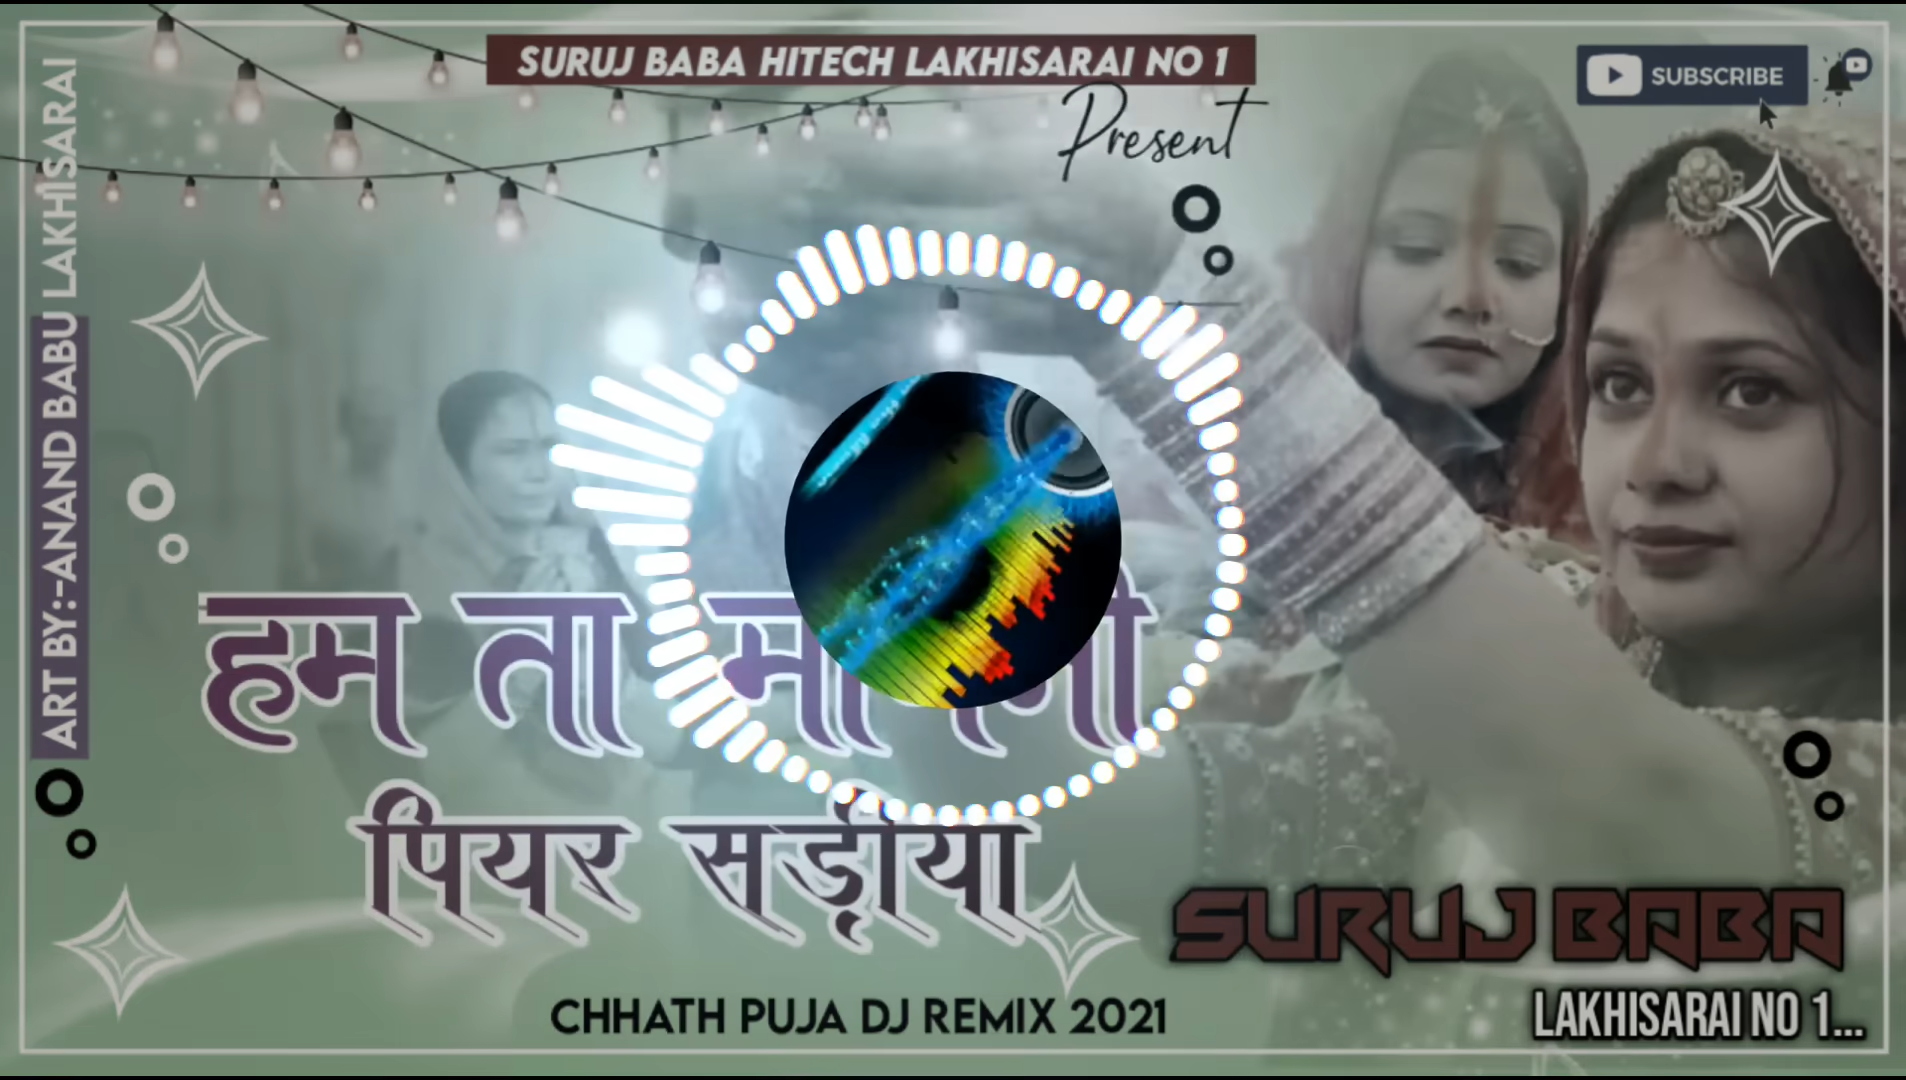 SURUJ BABA HITECH LAKHISARAI NO 1
Present
SUBSCRIBE
ART BY:-ANAND BABU LAKHISARAI
हम ता
पियर सड़ीया
SURUJ BABA
LAKHISARAI NO 1...
CHHATH PUJA DJ REMIX 2021